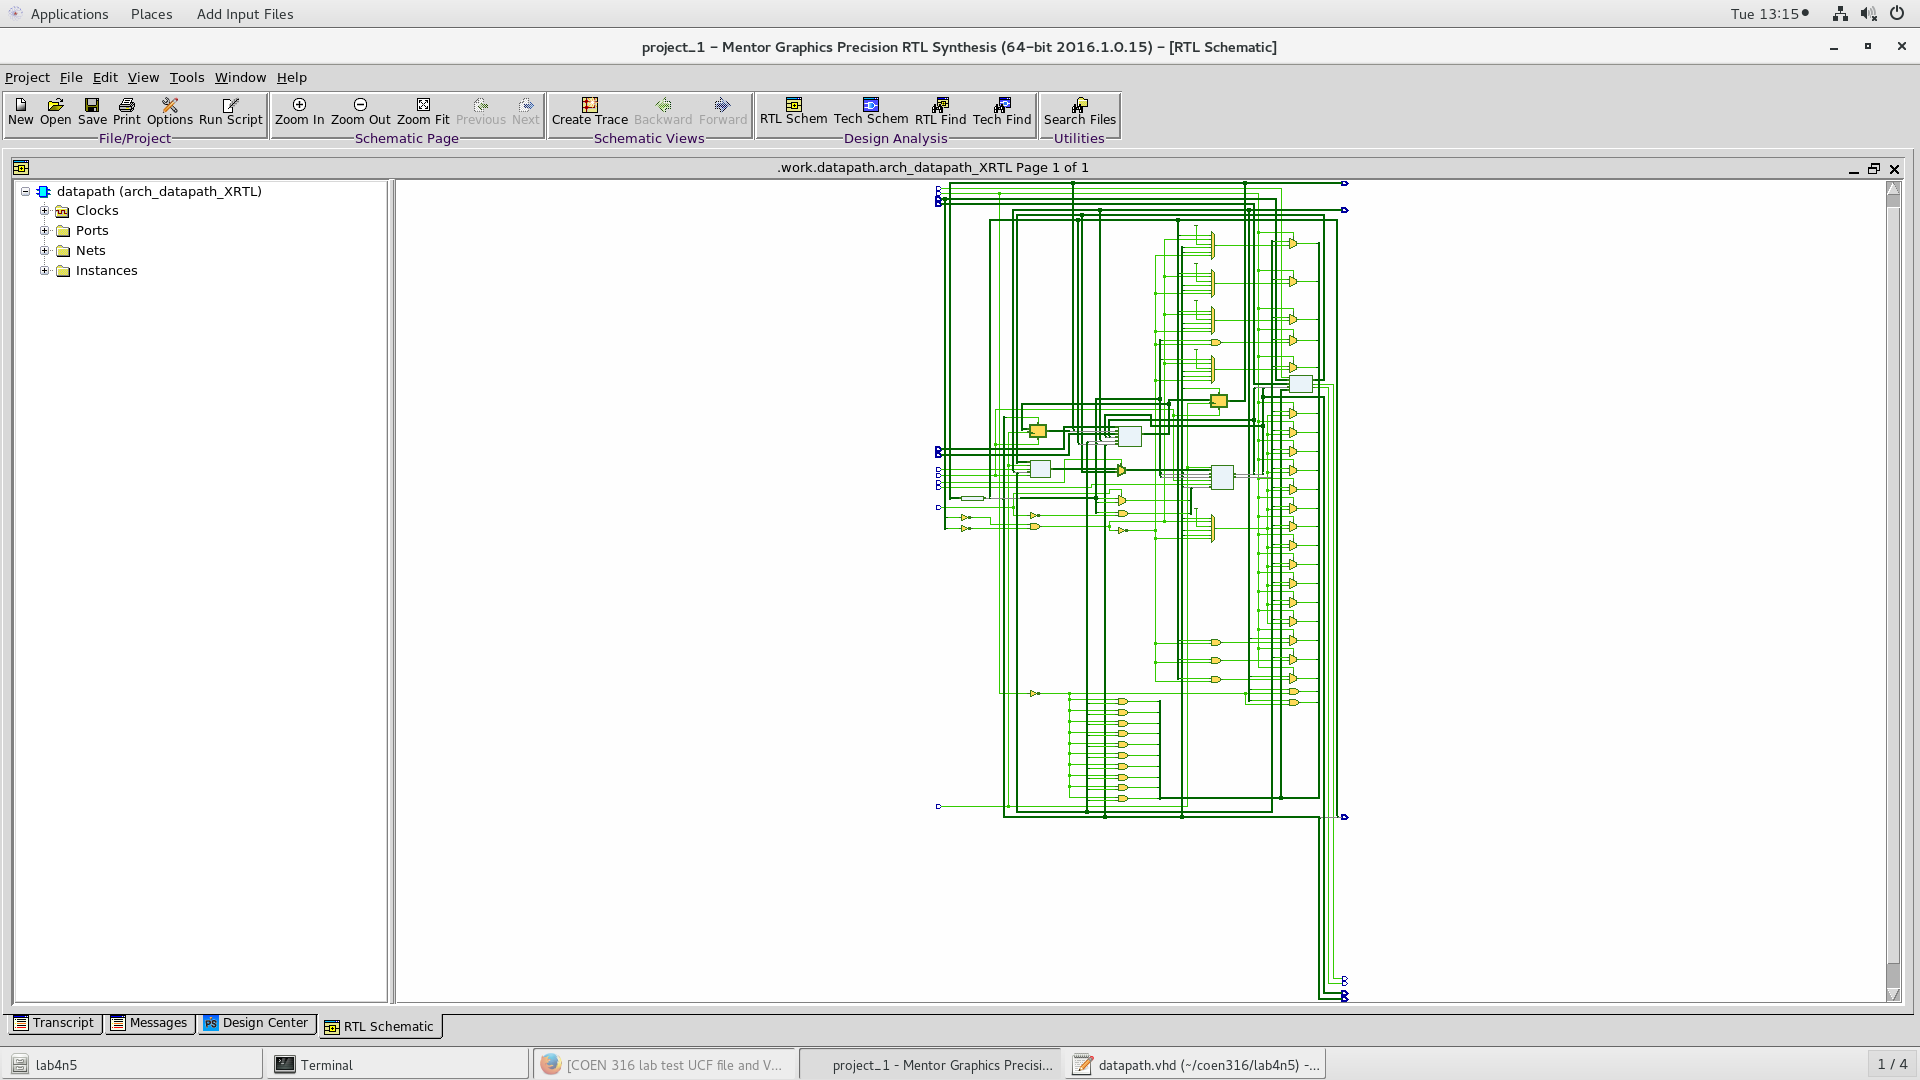 Applications Places Add Input Files Tue 13:15
project_1 – Mentor Graphics Precision RTL Synthesis (64-bit 2016.1.0.15) – [RTL Schematic]
Project File Edit View Tools Window Help
New Open Save Print Options Run Script Zoom In Zoom Out Zoom Fit Previous Next Create Trace Backward Forward RTL Schem Tech Schem RTL Find Tech Find Search Files
File/Project Schematic Page Schematic Views Design Analysis Utilities
.work.datapath.arch_datapath_XRTL Page 1 of 1
datapath (arch_datapath_XRTL)
Clocks
Ports
Nets
Instances
Transcript Messages Design Center RTL Schematic
lab4n5 Terminal [COEN 316 lab test UCF file and V... project_1 - Mentor Graphics Precisi... datapath.vhd (~/coen316/lab4n5) -... 1 / 4